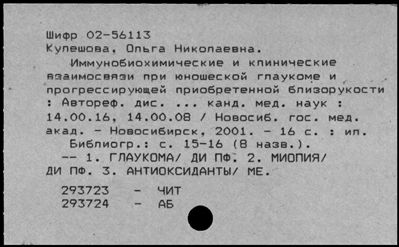 Шифр 02-56113
Кулешова, Ольга Николаевна.
Иммунобиохимические и клинические
взаимосвязи при юношеской глаукоме и
прогрессирующей приобретенной близорукости
: Автореф. дис. ... канд. мед. наук :
14.00.16, 14.00.08 / Новосиб. гос. мед.
акад. - Новосибирск, 2001. - 16 с. : ил.
Библиогр.: с. 15-16 (8 назв.).
-- 1. ГЛАУКОМА/ ДИ ПФ. 2. МИОПИЯ/
ДИ ПФ. 3. АНТИОКСИДАНТЫ/ МЕ.
293723 - ЧИТ
293724 - АБ